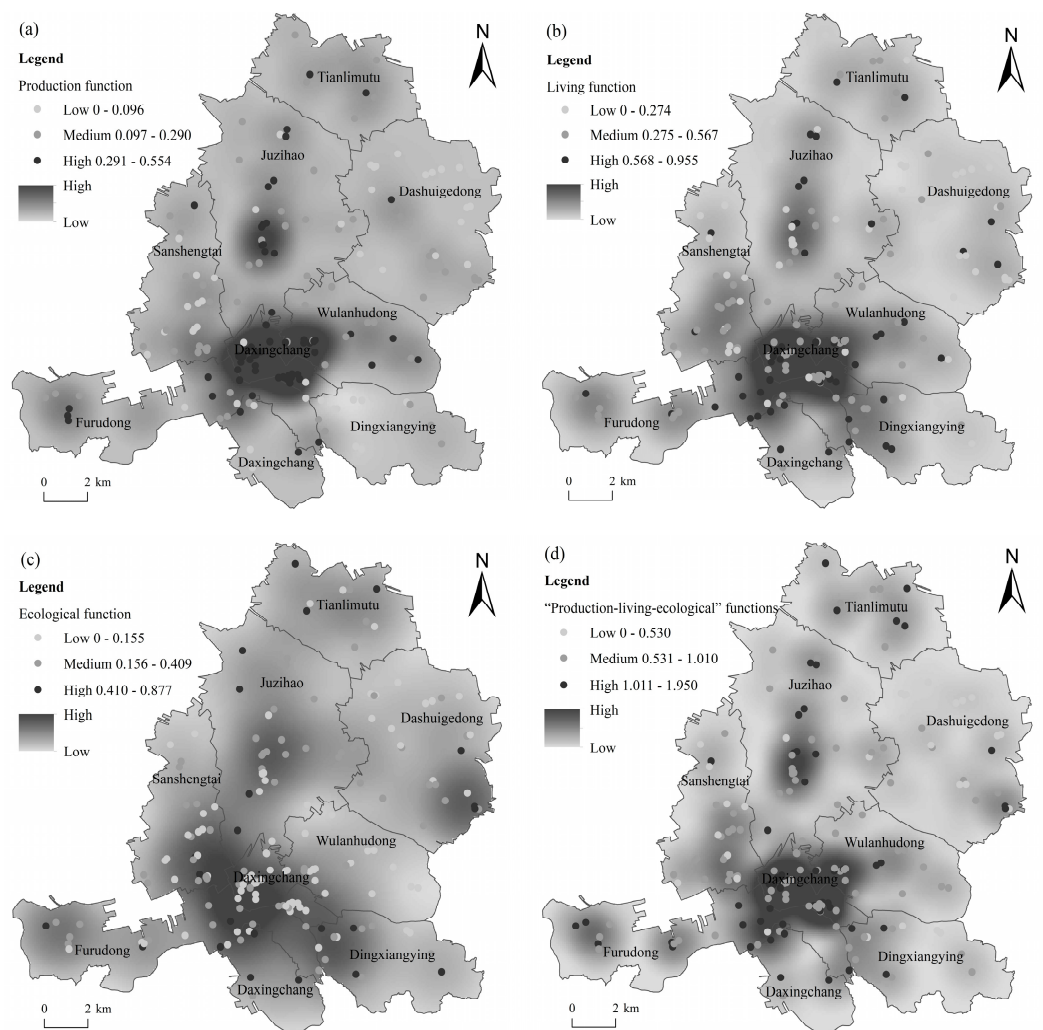 (a)
N
Legend
Production function
Low 0 - 0.096
Medium 0.097 - 0.290
High 0.291 - 0.554
High
Low
Tianlimutu
Juzihao
Dashuigedong
Sanshengtai
Wulanhudong
Daxingchang
Furudong
Dingxiangying
Daxingchang
0 2 km
(b)
N
Legend
Living function
Low 0 - 0.274
Medium 0.275 - 0.567
High 0.568 - 0.955
High
Low
Tianlimutu
Juzihao
Dashuigedong
Sanshengtai
Wulanhudong
Daxingchang
Furudong
Dingxiangying
Daxingchang
0 2 km
(c)
N
Legend
Ecological function
Low 0 - 0.155
Medium 0.156 - 0.409
High 0.410 - 0.877
High
Low
Tianlimutu
Juzihao
Dashuigedong
Sanshengtai
Wulanhudong
Daxingchang
Furudong
Dingxiangying
Daxingchang
0 2 km
(d)
N
Legend
“Production-living-ecological” functions
Low 0 - 0.530
Medium 0.531 - 1.010
High 1.011 - 1.950
High
Low
Tianlimutu
Juzihao
Dashuigedong
Sanshengtai
Wulanhudong
Daxingchang
Furudong
Dingxiangying
Daxingchang
0 2 km